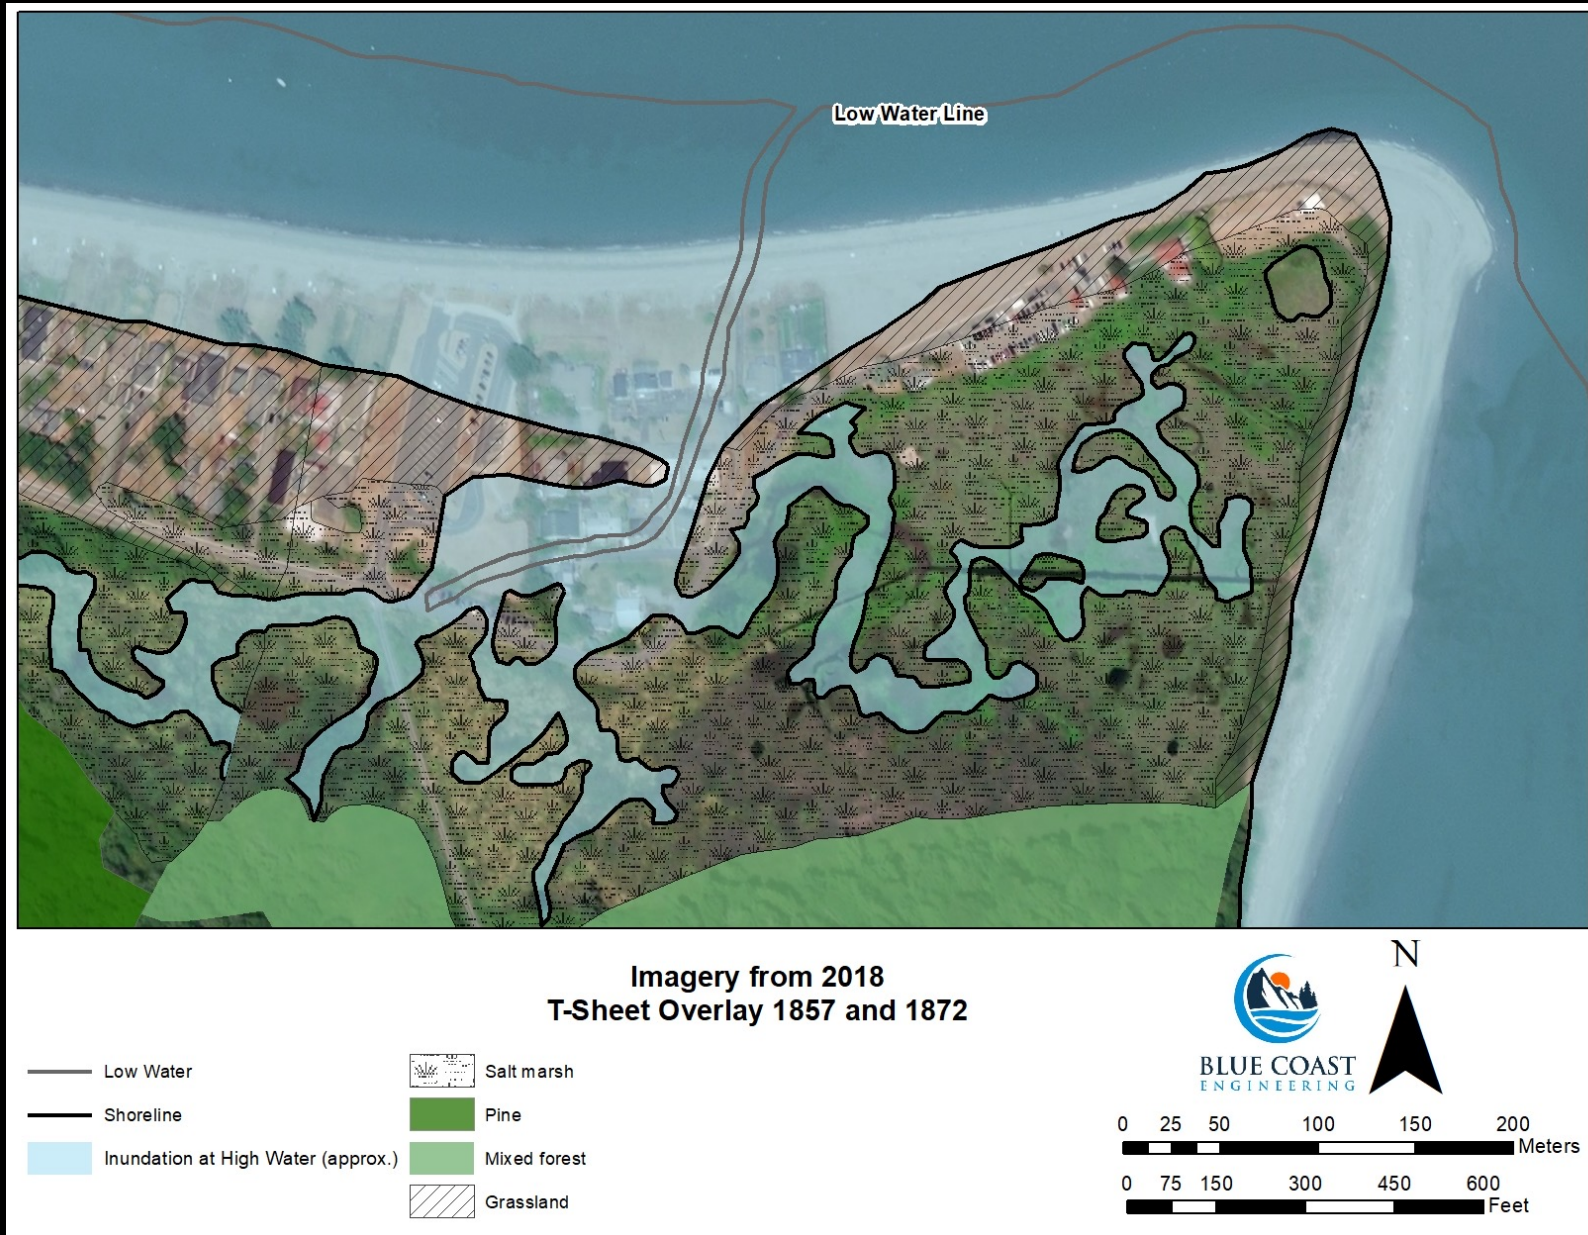 Low Water Line
Imagery from 2018
T-Sheet Overlay 1857 and 1872
Low Water
Shoreline
Inundation at High Water (approx.)
Salt marsh
Pine
Mixed forest
Grassland
BLUE COAST
ENGINEERING
N
0 25 50 100 150 200
Meters
0 75 150 300 450 600
Feet